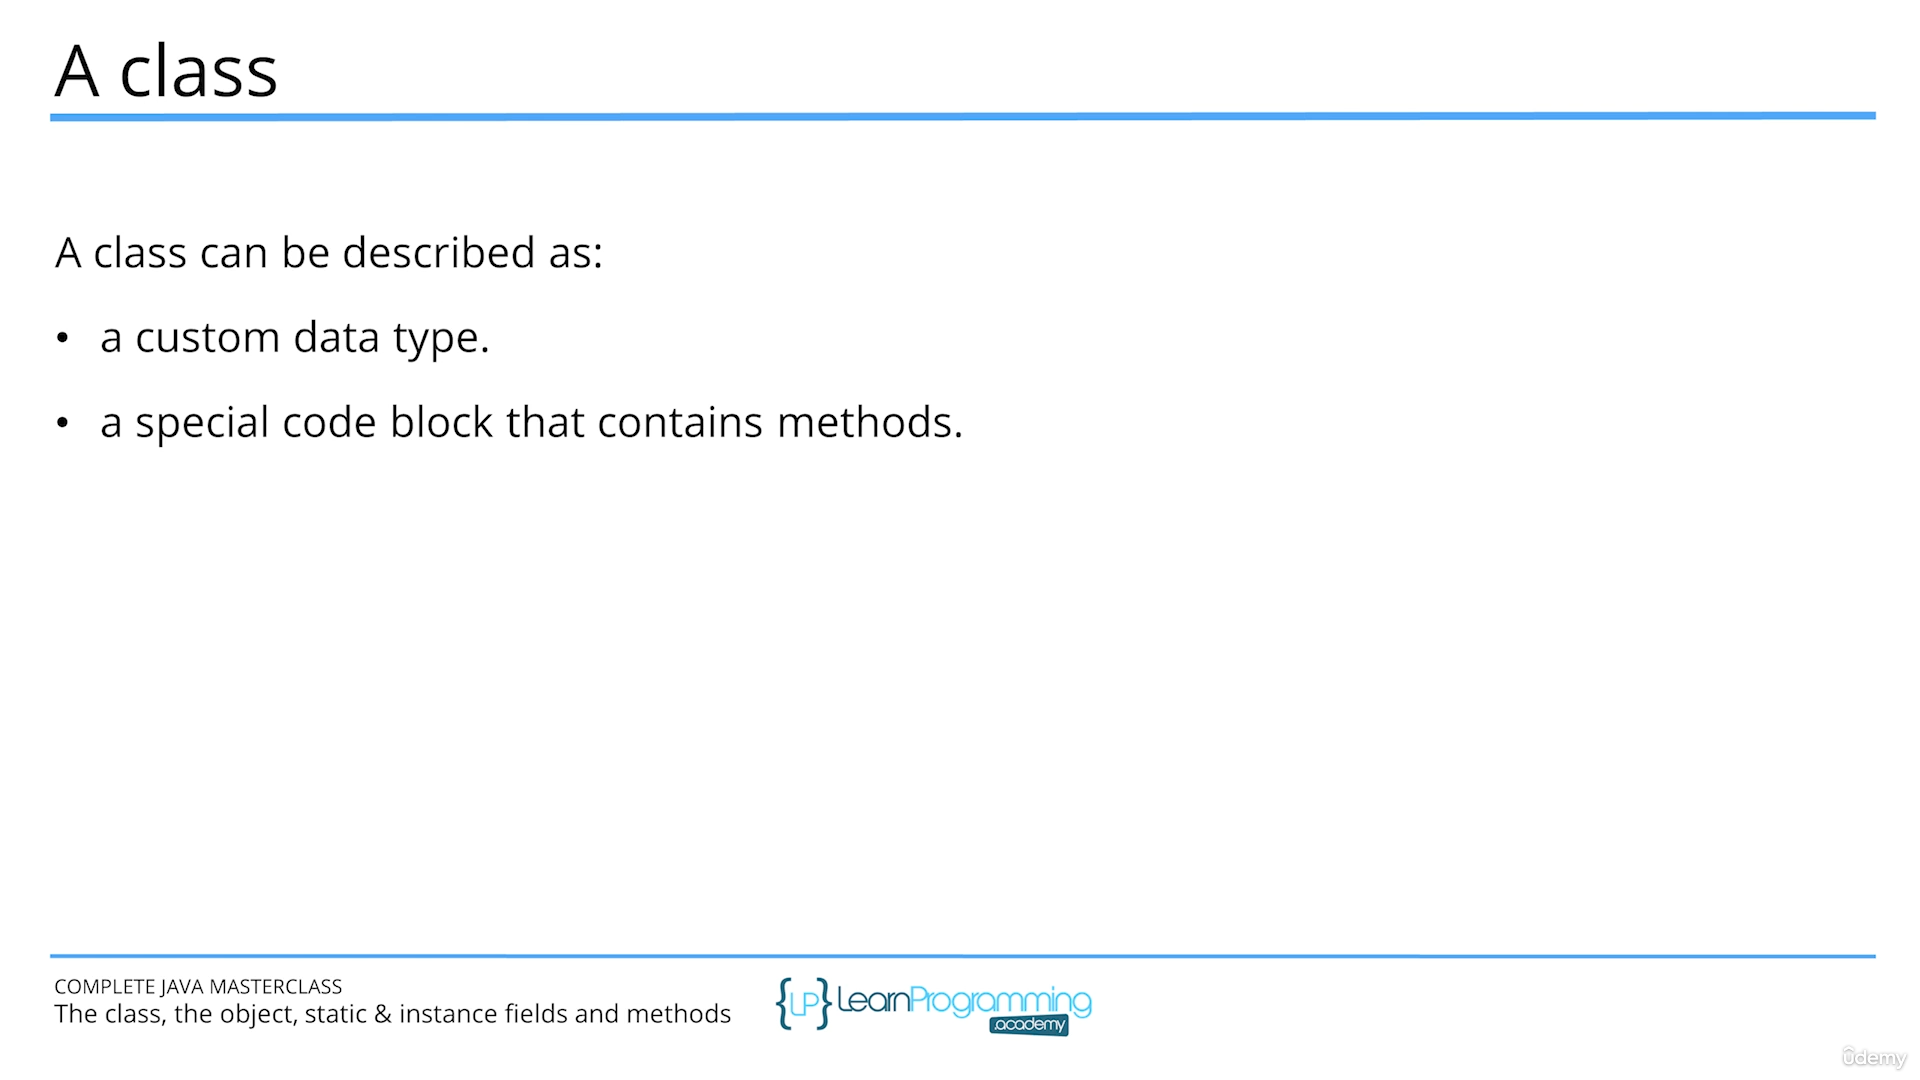 A class
A class can be described as:
• a custom data type.
• a special code block that contains methods.
COMPLETE JAVA MASTERCLASS
The class, the object, static & instance fields and methods
{LP} LearnProgramming
.academy
ûdemy